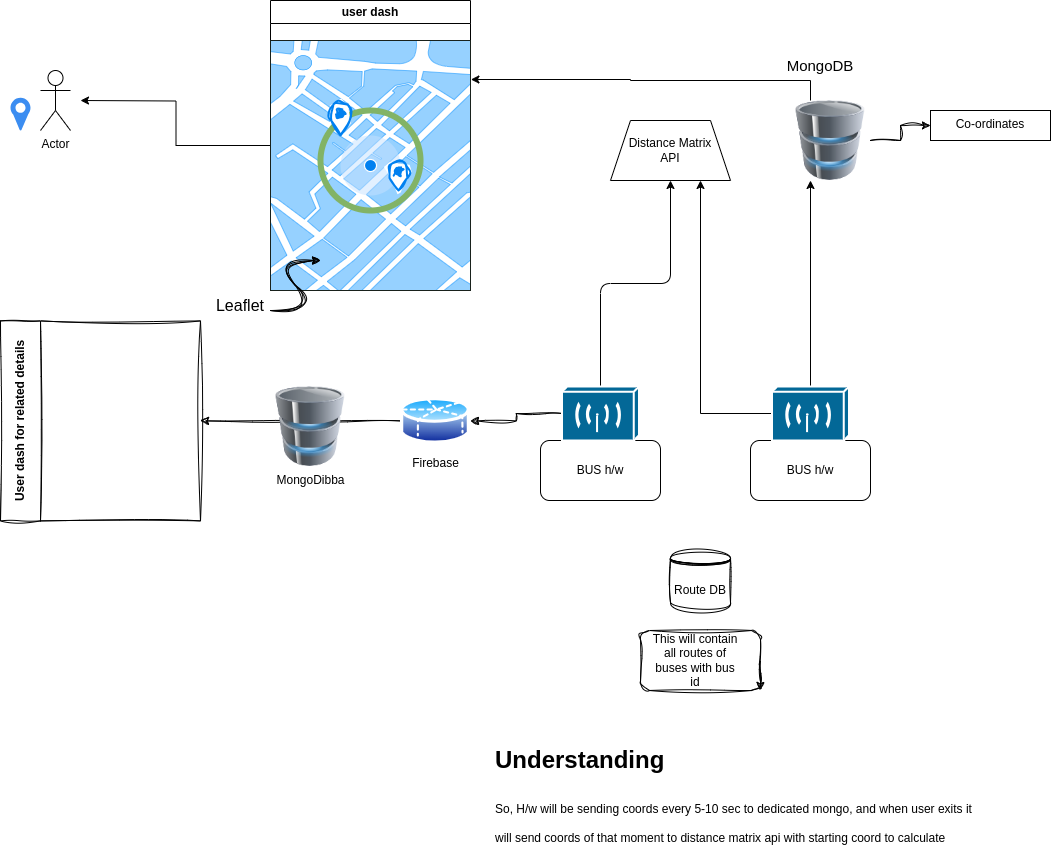 user dash
MongoDB
Co-ordinates
Distance Matrix
API
Actor
Leaflet
User dash for related details
MongoDibba
Firebase
BUS h/w
BUS h/w
Route DB
This will contain
all routes of
buses with bus
id
Understanding
So, H/w will be sending coords every 5-10 sec to dedicated mongo, and when user exits it
will send coords of that moment to distance matrix api with starting coord to calculate